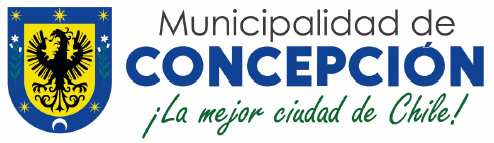 Municipalidad de
CONCEPCIÓN
¡La mejor ciudad de Chile!